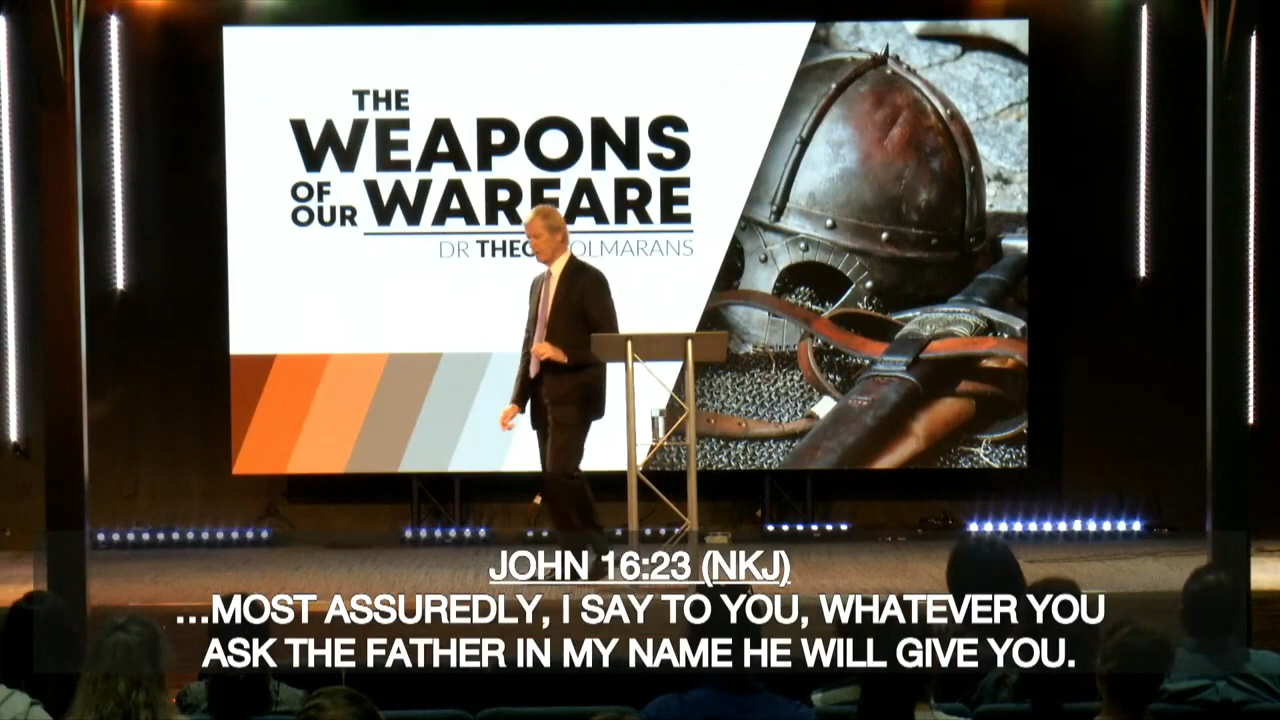 THE
WEAPONS
OF
OUR WARFARE
DR THEO OLMARANS
JOHN 16:23 (NKJ)
...MOST ASSUREDLY, I SAY TO YOU, WHATEVER YOU
ASK THE FATHER IN MY NAME HE WILL GIVE YOU.